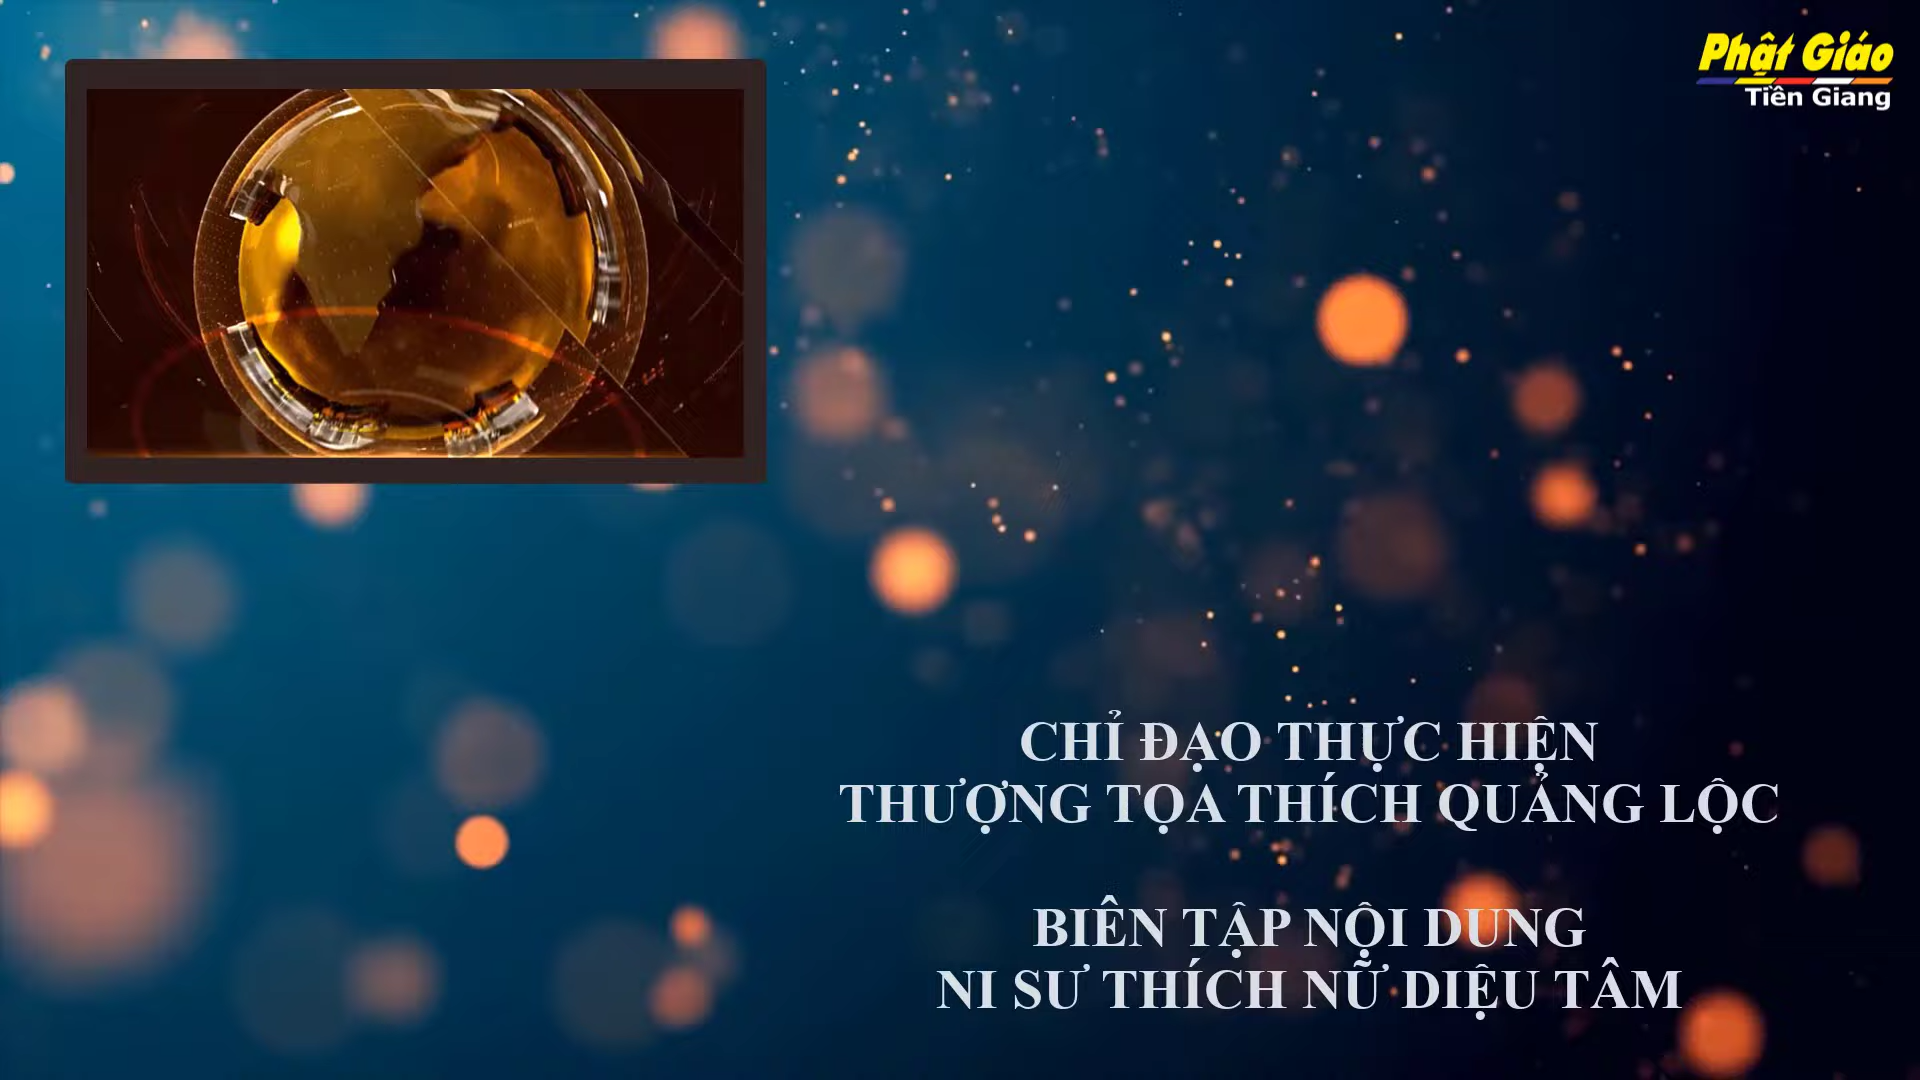 Phật Giáo
Tiền Giang
CHỈ ĐẠO THỰC HIỆN
THƯỢNG TỌA THÍCH QUẢNG LỘC
BIÊN TẬP NỘI DUNG
NI SƯ THÍCH NỮ DIỆU TÂM